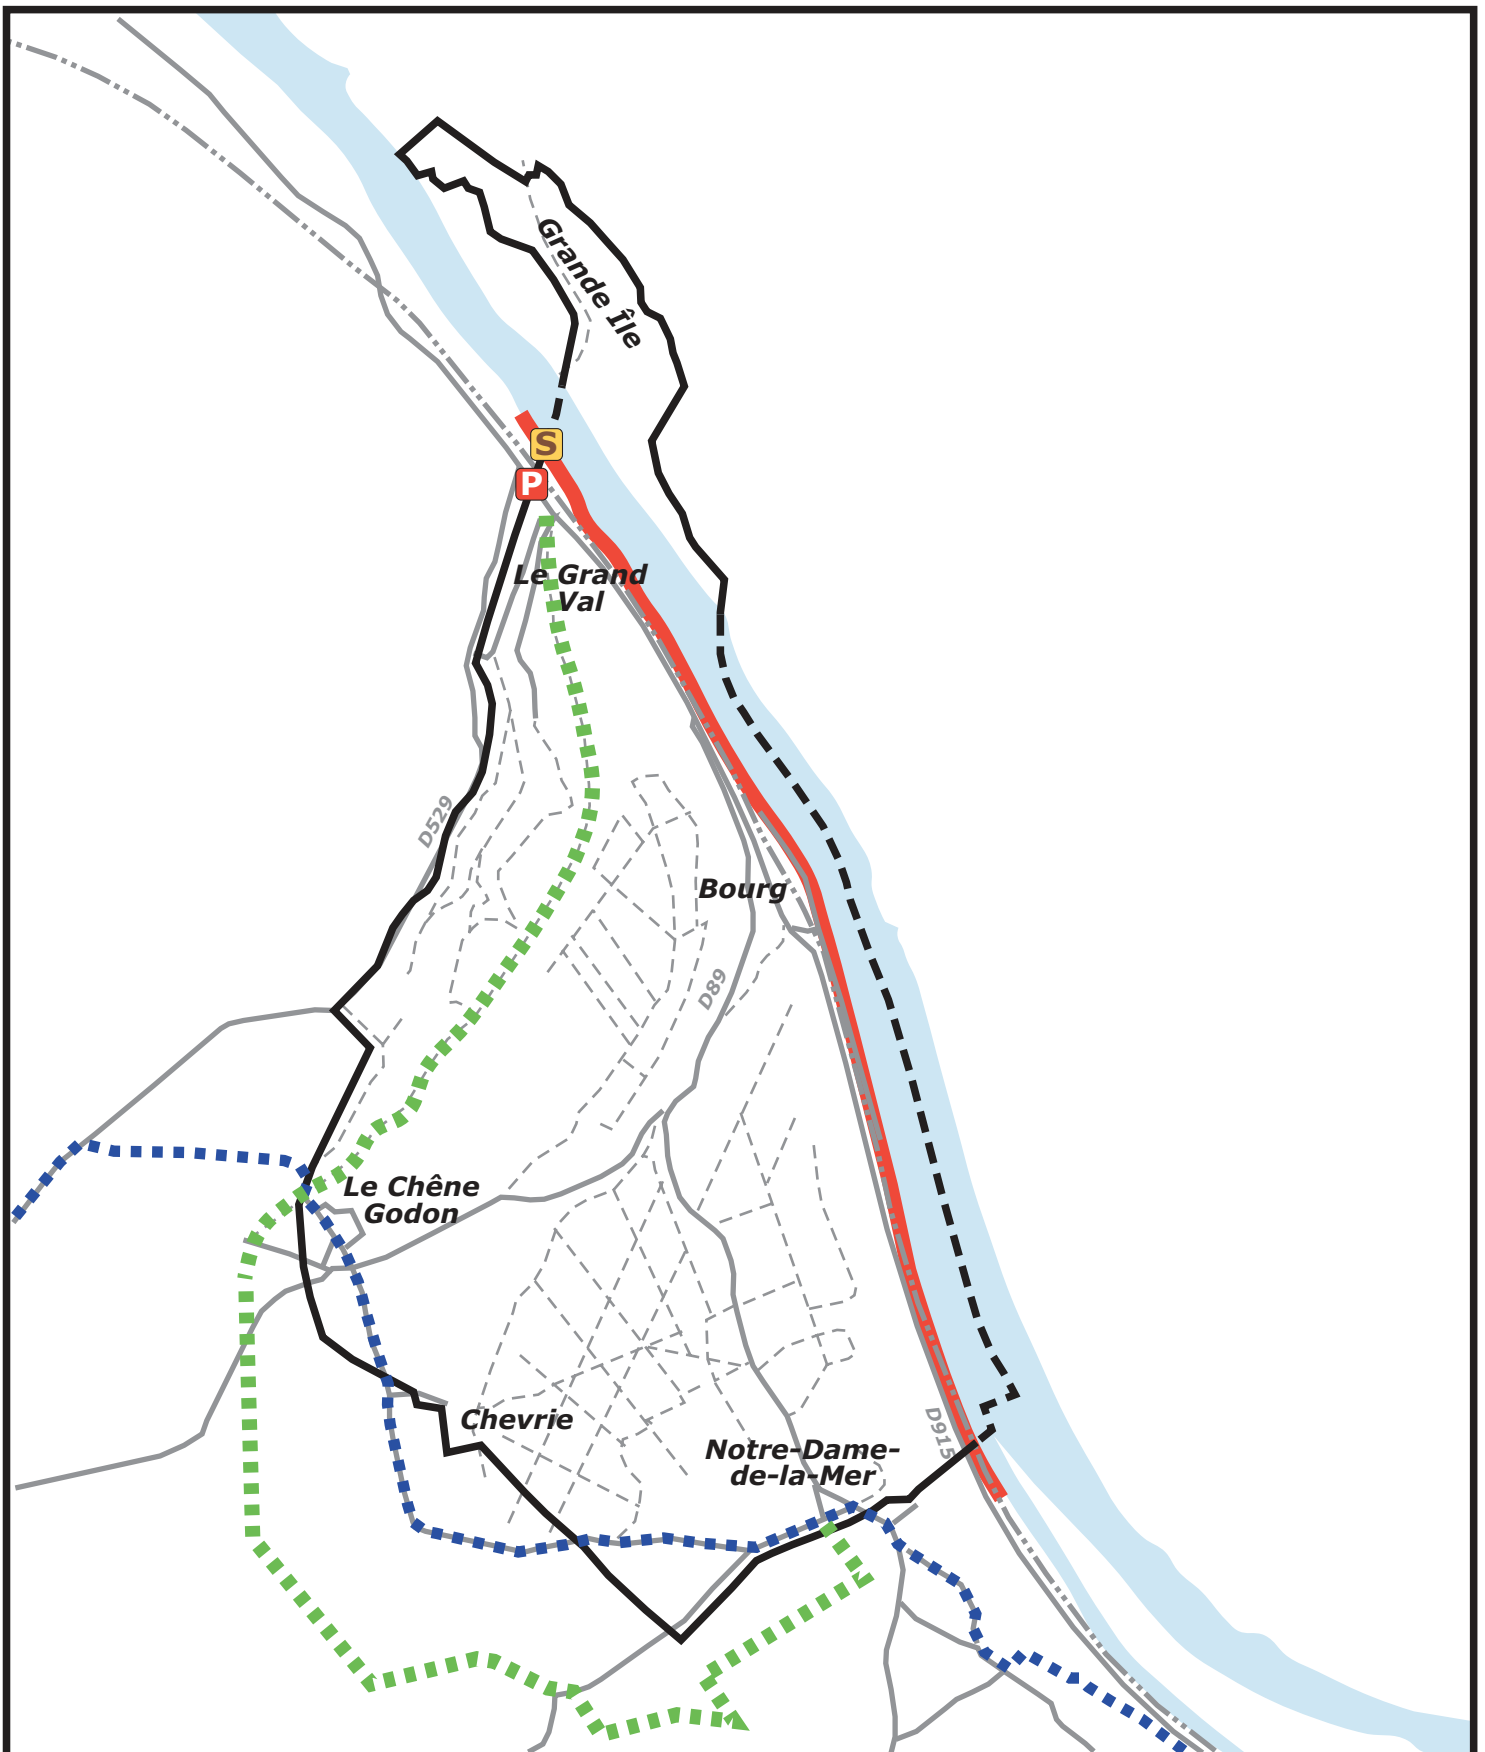 Grande Île
S
P
Le Grand
Val
D529
Bourg
D89
Le Chêne
Godon
Chevrie
D915
Notre-Dame-
de-la-Mer